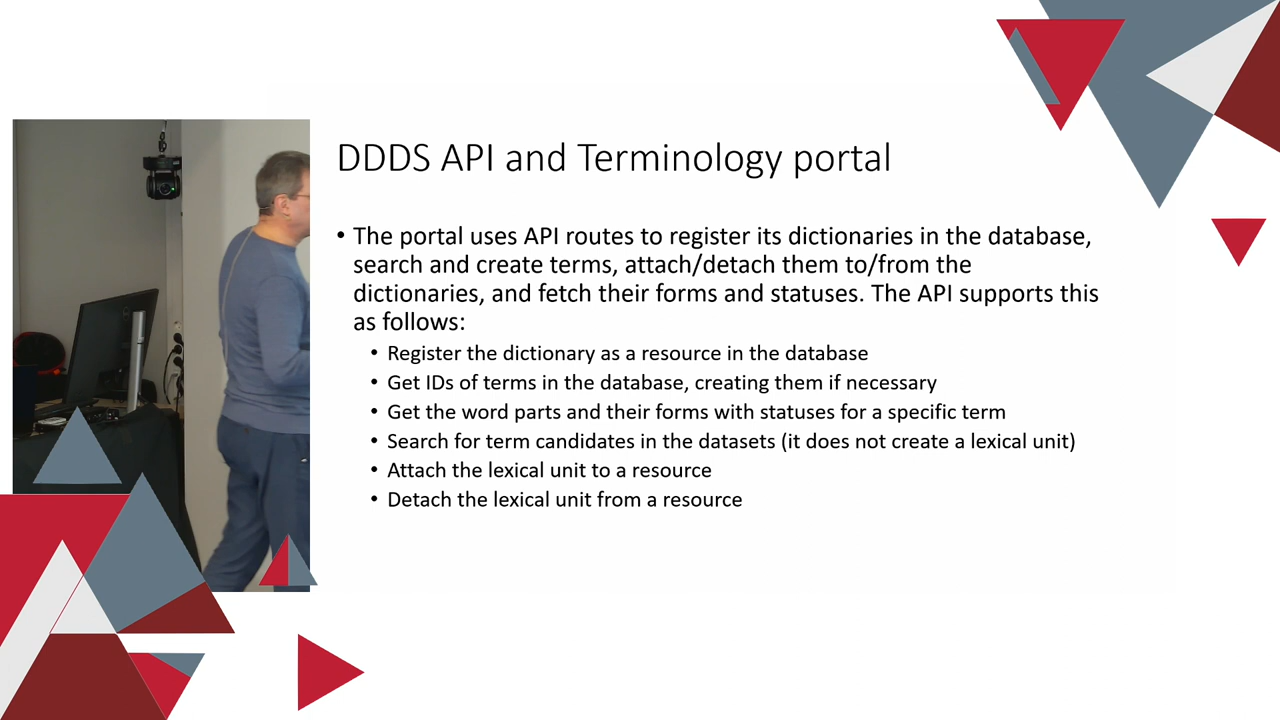 DDDS API and Terminology portal
• The portal uses API routes to register its dictionaries in the database,
search and create terms, attach/detach them to/from the
dictionaries, and fetch their forms and statuses. The API supports this
as follows:
• Register the dictionary as a resource in the database
• Get IDs of terms in the database, creating them if necessary
• Get the word parts and their forms with statuses for a specific term
• Search for term candidates in the datasets (it does not create a lexical unit)
• Attach the lexical unit to a resource
• Detach the lexical unit from a resource